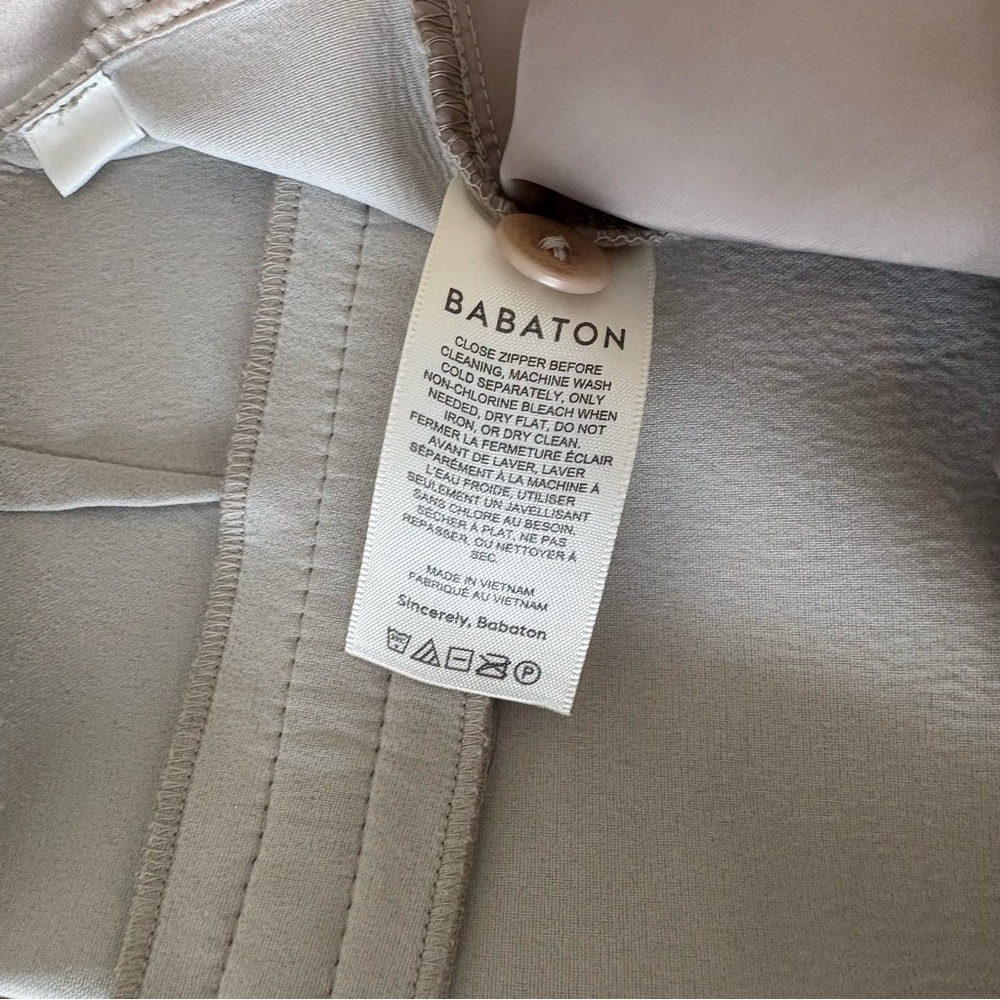 BABATON
CLOSE ZIPPER BEFORE
CLEANING, MACHINE WASH
COLD SEPARATELY, ONLY
NON-CHLORINE BLEACH WHEN
NEEDED, DRY FLAT, DO NOT
IRON, OR DRY CLEAN.
FERMER LA FERMETURE ÉCLAIR
AVANT DE LAVER, LAVER
SÉPARÉMENT À LA MACHINE À
L'EAU FROIDE, UTILISER
SEULEMENT UN JAVELLISANT
SANS CHLORE AU BESOIN,
SÉCHER À PLAT, NE PAS
REPASSER, OU NETTOYER À
SEC.
MADE IN VIETNAM
FABRIQUÉ AU VIETNAM
Sincerely, Babaton
P